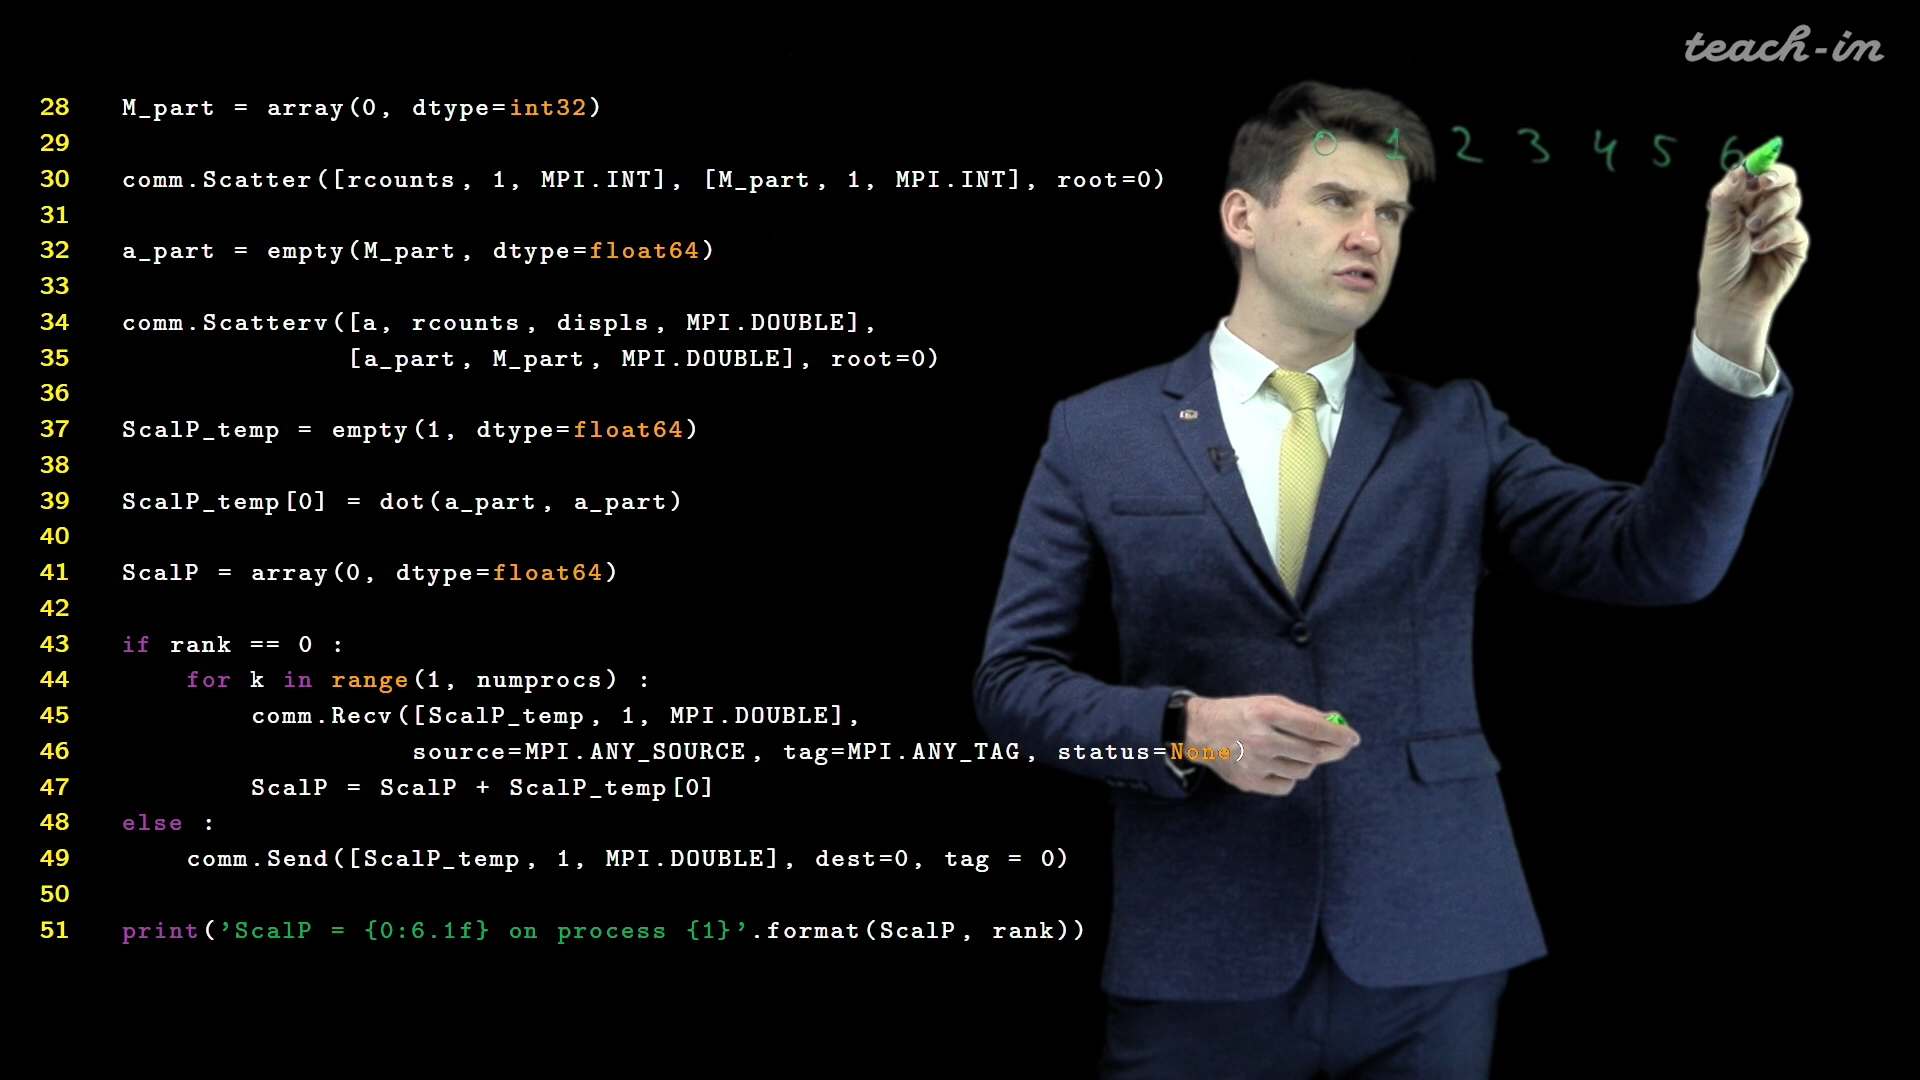 teach-in
0 1 2 3 4 5 6
28 M_part = array(0, dtype=int32)
29
30 comm.Scatter([rcounts, 1, MPI.INT], [M_part, 1, MPI.INT], root=0)
31
32 a_part = empty(M_part, dtype=float64)
33
34 comm.Scatterv([a, rcounts, displs, MPI.DOUBLE],
35 [a_part, M_part, MPI.DOUBLE], root=0)
36
37 ScalP_temp = empty(1, dtype=float64)
38
39 ScalP_temp[0] = dot(a_part, a_part)
40
41 ScalP = array(0, dtype=float64)
42
43 if rank == 0 :
44 for k in range(1, numprocs) :
45 comm.Recv([ScalP_temp, 1, MPI.DOUBLE],
46 source=MPI.ANY_SOURCE, tag=MPI.ANY_TAG, status=None)
47 ScalP = ScalP + ScalP_temp[0]
48 else :
49 comm.Send([ScalP_temp, 1, MPI.DOUBLE], dest=0, tag = 0)
50
51 print('ScalP = {0:6.1f} on process {1}'.format(ScalP, rank))